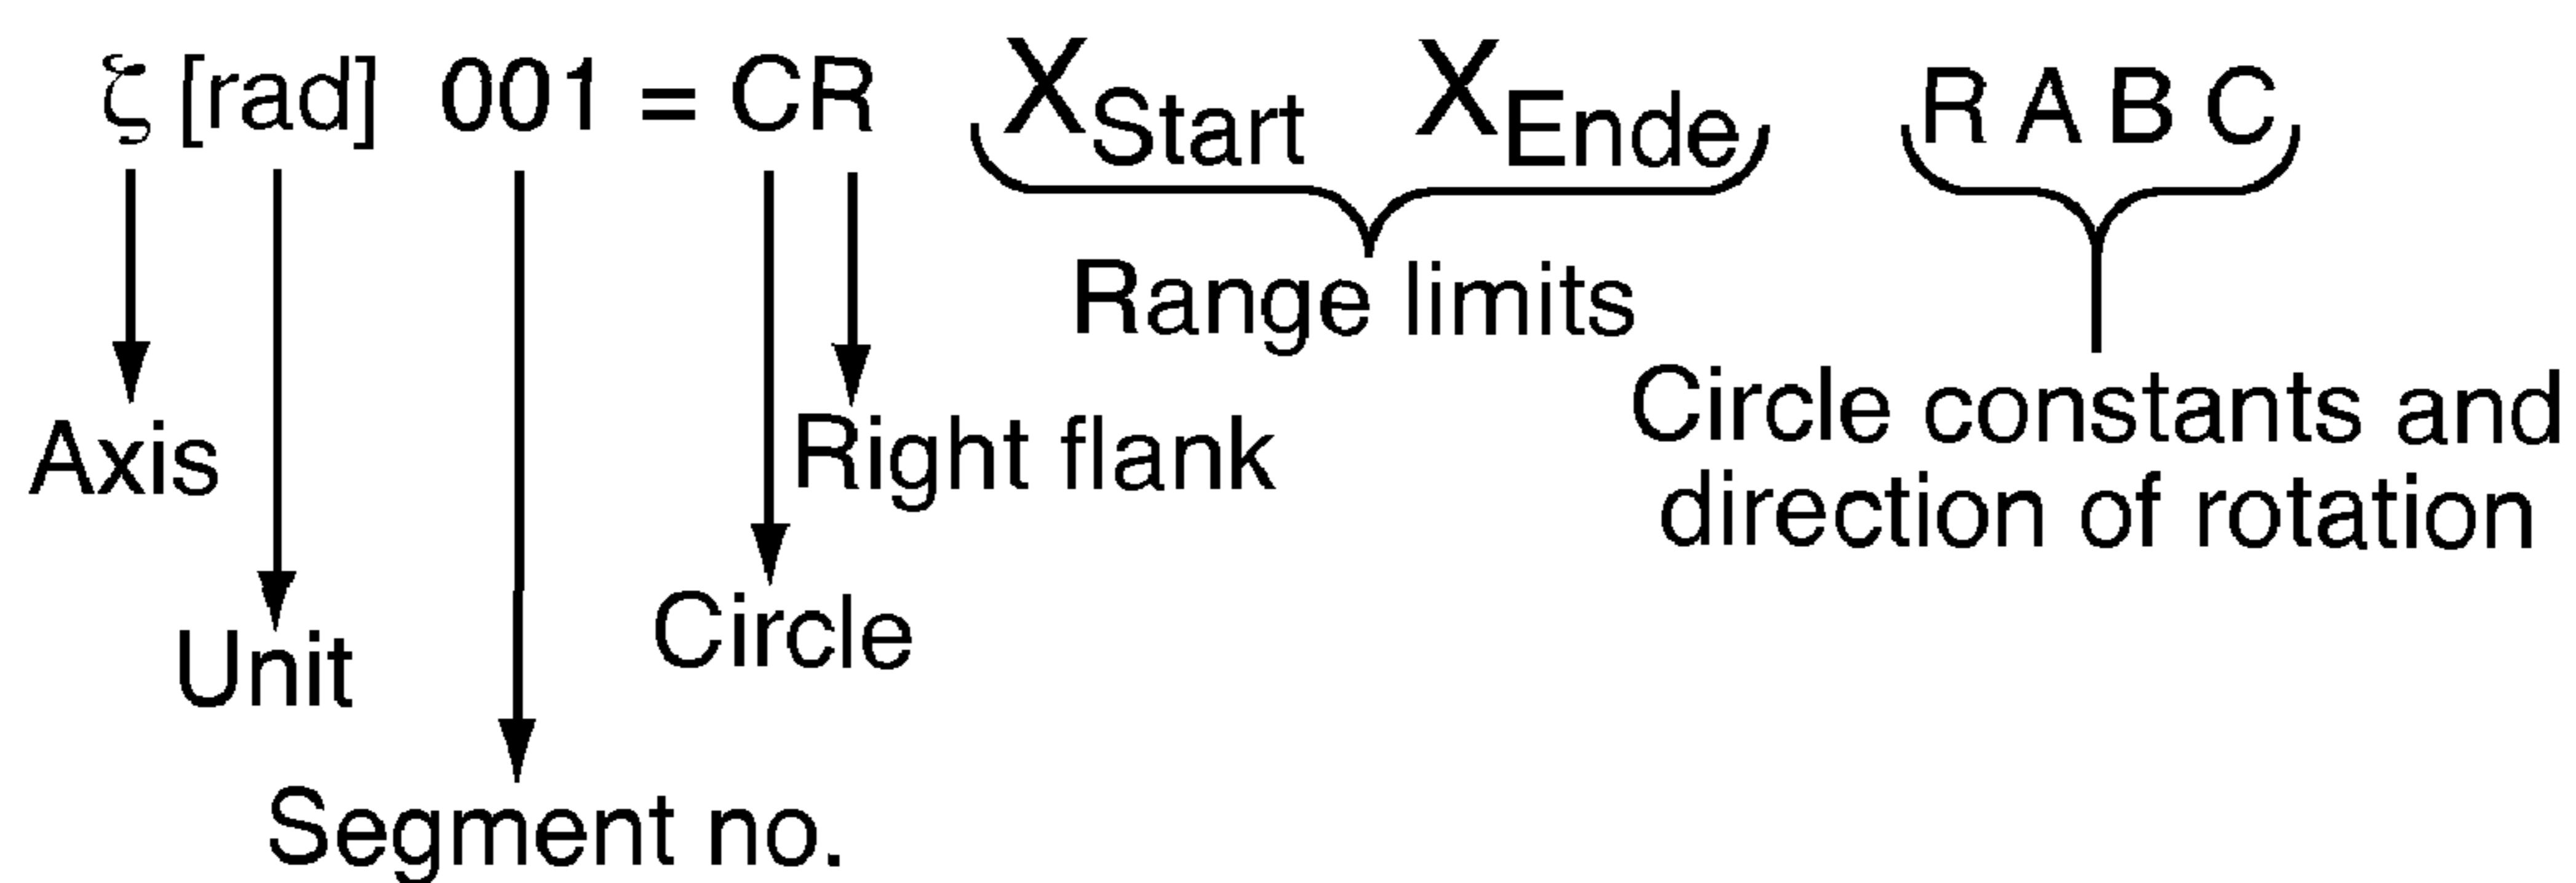 ζ [rad] 001 = CR XStart XEnde R A B C
Range limits
Circle constants and
direction of rotation
Axis
Right flank
Circle
Unit
Segment no.